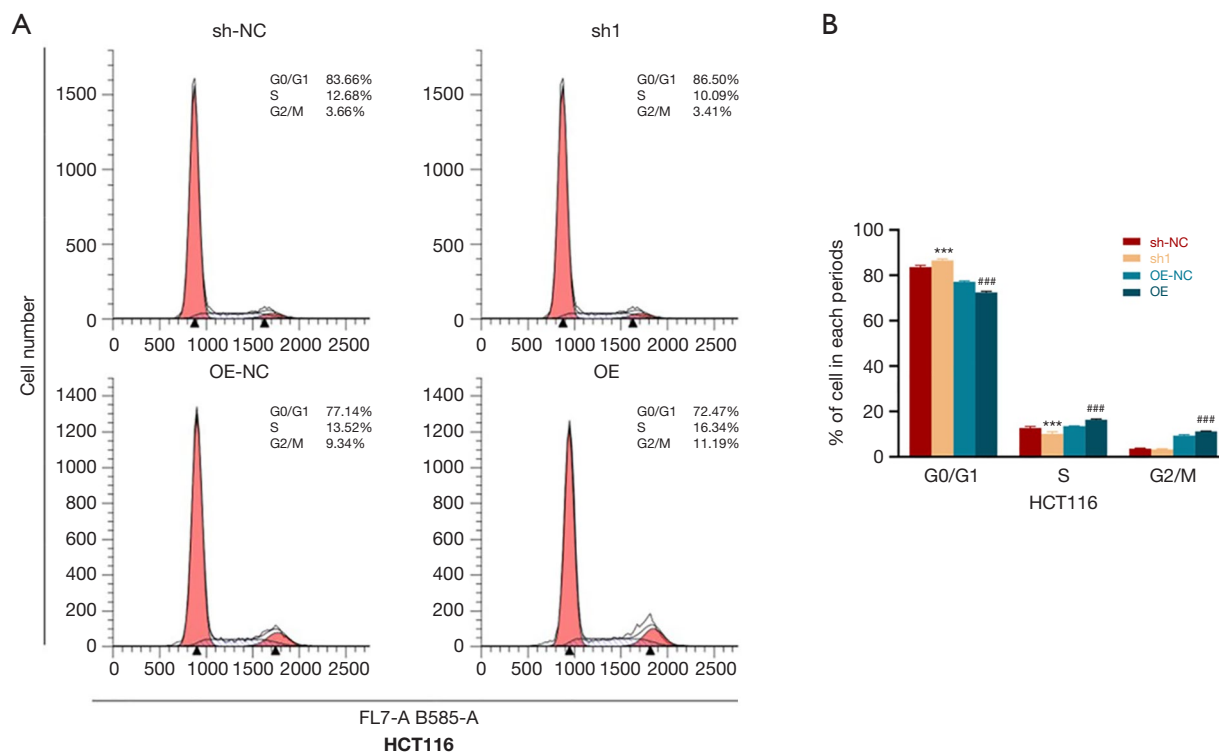 A
B
sh-NC
G0/G1 83.66%
S 12.68%
G2/M 3.66%
1500
1000
500
0
0 500 1000 1500 2000 2500
sh1
G0/G1 86.50%
S 10.09%
G2/M 3.41%
1500
1000
500
0
0 500 1000 1500 2000 2500
Cell number
OE-NC
G0/G1 77.14%
S 13.52%
G2/M 9.34%
1400
1200
1000
800
600
400
200
0
0 500 1000 1500 2000 2500
OE
G0/G1 72.47%
S 16.34%
G2/M 11.19%
1400
1200
1000
800
600
400
200
0
0 500 1000 1500 2000 2500
FL7-A B585-A
HCT116
% of cell in each periods
100
80
60
40
20
0
***
###
***
###
###
sh-NC
sh1
OE-NC
OE
G0/G1 S G2/M
HCT116